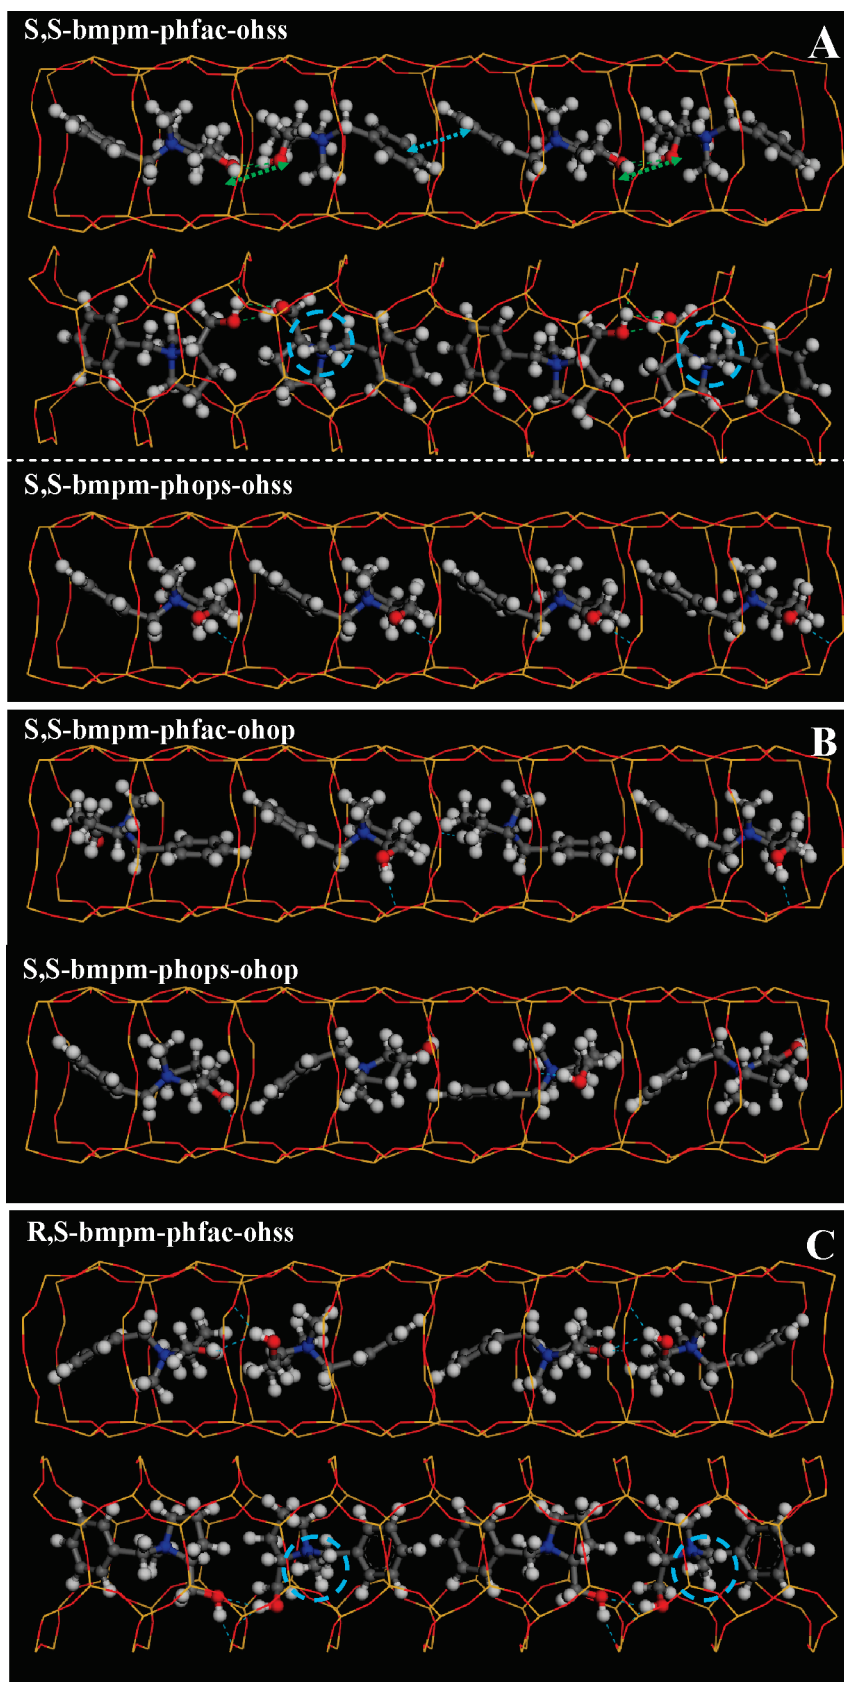 S,S-bmpm-phfac-ohss
A
S,S-bmpm-phops-ohss
S,S-bmpm-phfac-ohop
B
S,S-bmpm-phops-ohop
R,S-bmpm-phfac-ohss
C